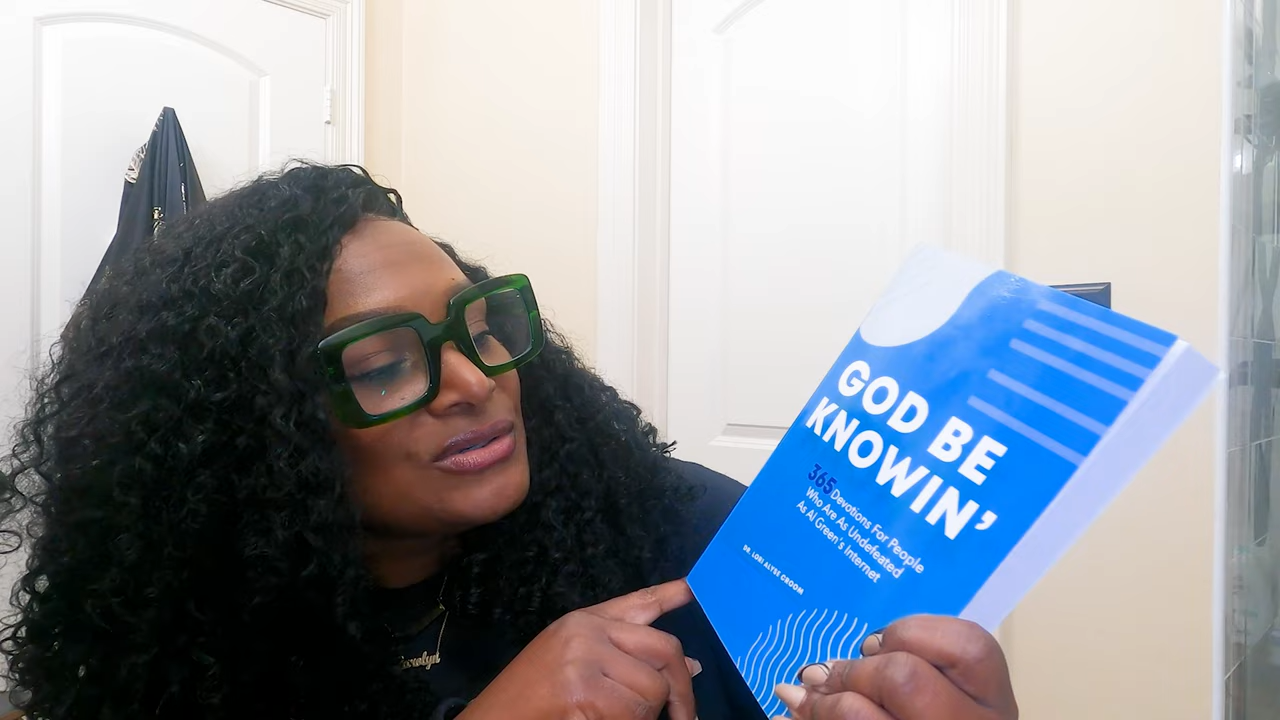 GOD BE
KNOWIN’
365 Devotions For People
Who Are As Undefeated
As Al Green's Internet
DR. LORI ALYSE CROOM